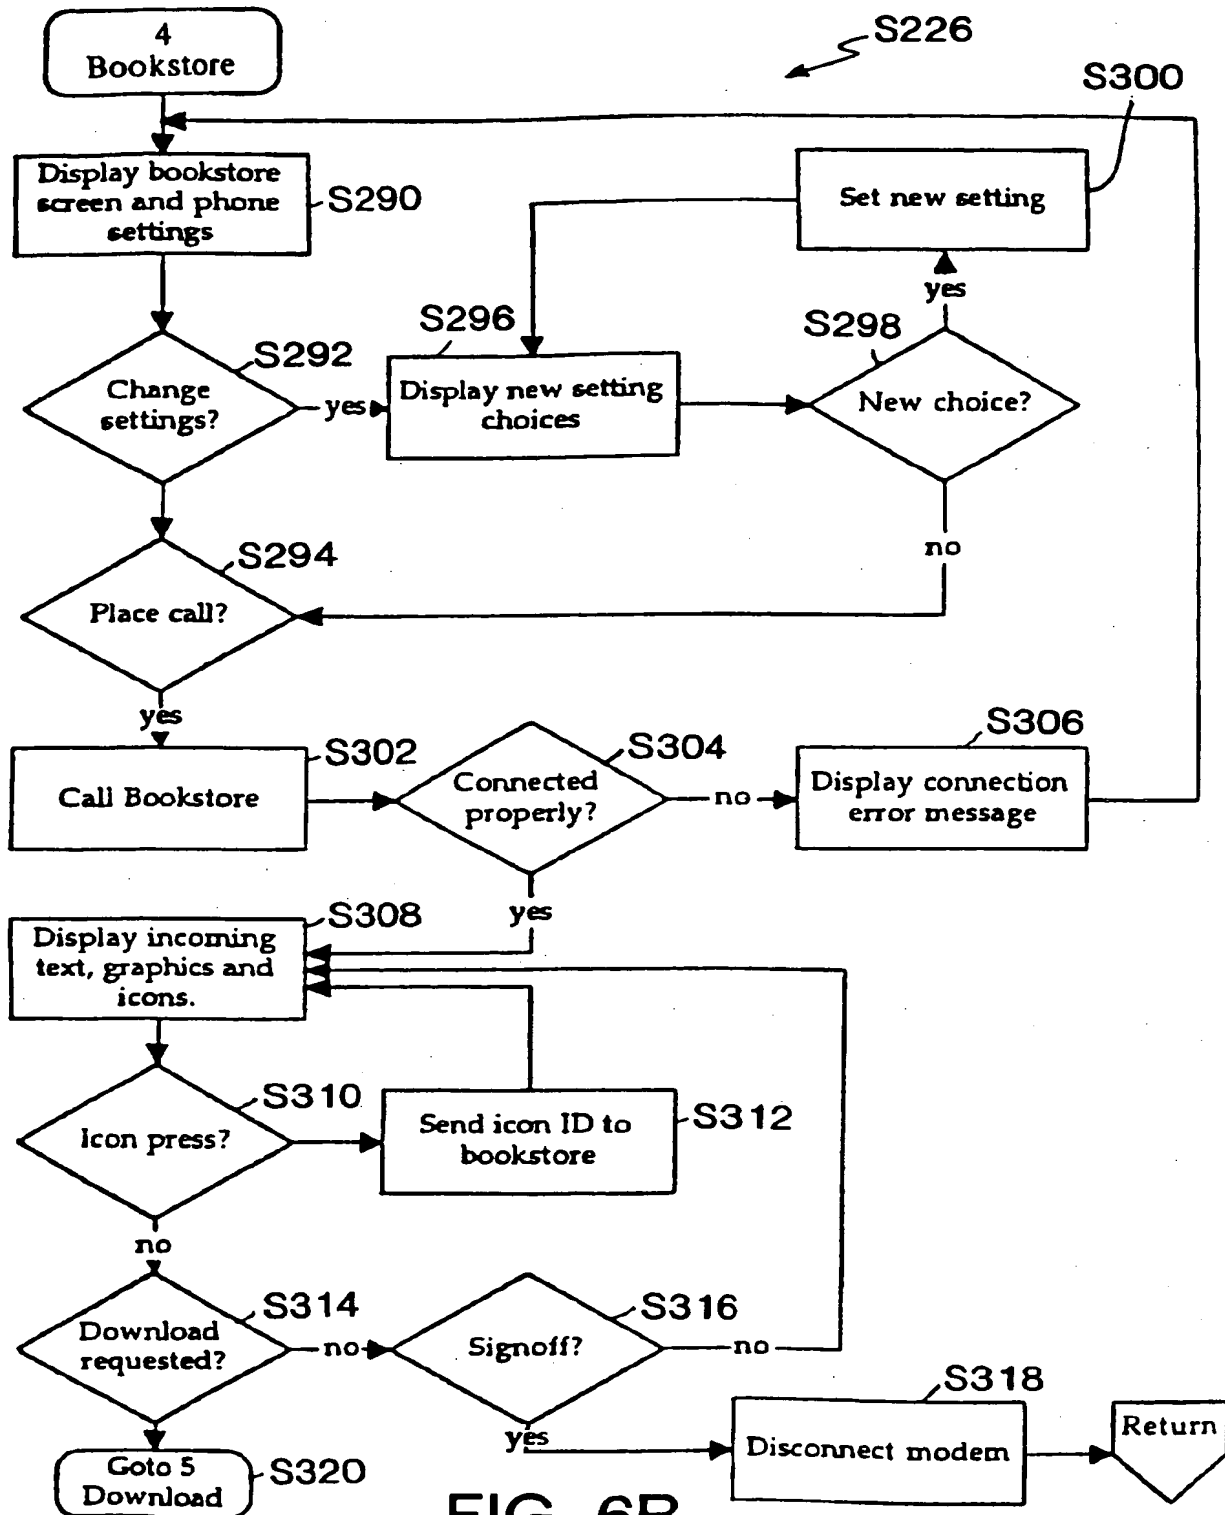 4
Bookstore
S226
S300
Display bookstore
screen and phone
settings
S290
Set new setting
yes
S296
S298
S292
Change
settings?
yes
Display new setting
choices
New choice?
no
S294
Place call?
yes
S302
Call Bookstore
S304
Connected
properly?
no
S306
Display connection
error message
yes
S308
Display incoming
text, graphics and
icons.
S310
Icon press?
Send icon ID to
bookstore
S312
no
S314
Download
requested?
no
S316
Signoff?
no
yes
S318
Disconnect modem
Return
Goto 5
Download
S320
FIG. 6B